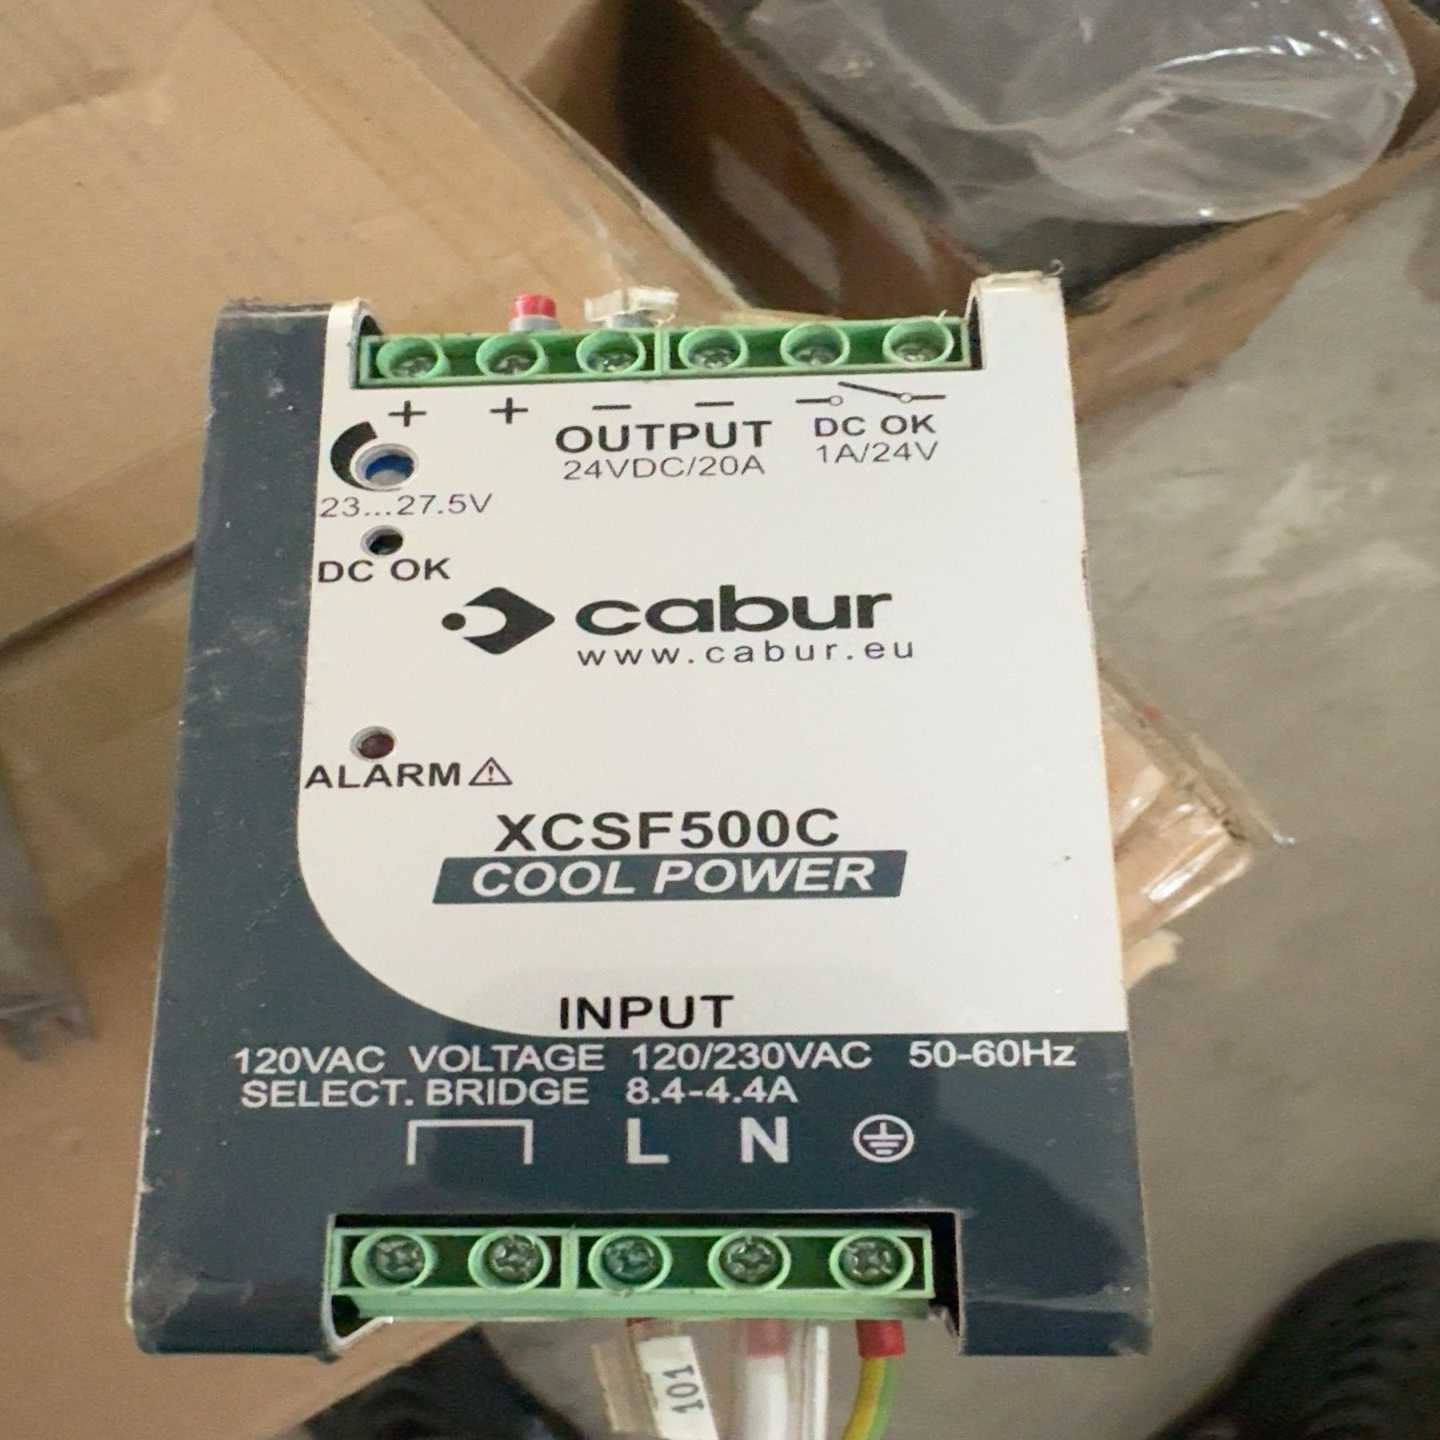 + + − −
OUTPUT DC OK
24VDC/20A 1A/24V
23...27.5V
DC OK
cabur
www.cabur.eu
ALARM
XCSF500C
COOL POWER
INPUT
120VAC VOLTAGE 120/230VAC 50-60Hz
SELECT. BRIDGE 8.4-4.4A
L N
101